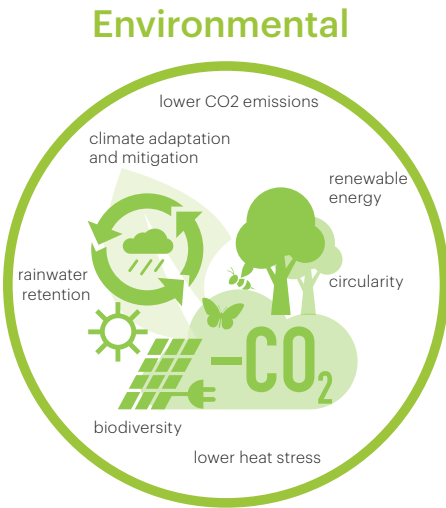 Environmental
lower CO2 emissions
climate adaptation
and mitigation
renewable
energy
rainwater
retention
circularity
–CO₂
biodiversity
lower heat stress